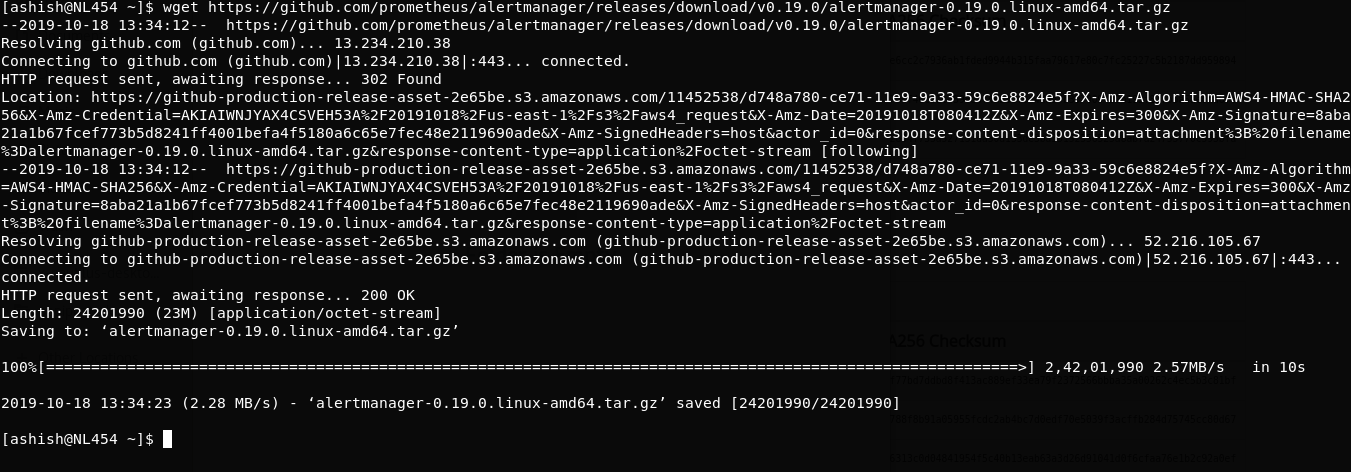 [ashish@NL454 ~]$ wget https://github.com/prometheus/alertmanager/releases/download/v0.19.0/alertmanager-0.19.0.linux-amd64.tar.gz
--2019-10-18 13:34:12--  https://github.com/prometheus/alertmanager/releases/download/v0.19.0/alertmanager-0.19.0.linux-amd64.tar.gz
Resolving github.com (github.com)... 13.234.210.38
Connecting to github.com (github.com)|13.234.210.38|:443... connected.
HTTP request sent, awaiting response... 302 Found
Location: https://github-production-release-asset-2e65be.s3.amazonaws.com/11452538/d748a780-ce71-11e9-9a33-59c6e8824e5f?X-Amz-Algorithm=AWS4-HMAC-SHA2
56&X-Amz-Credential=AKIAIWNJYAX4CSVEH53A%2F20191018%2Fus-east-1%2Fs3%2Faws4_request&X-Amz-Date=20191018T080412Z&X-Amz-Expires=300&X-Amz-Signature=8aba
21a1b67fcef773b5d8241ff4001befa4f5180a6c65e7fec48e2119690ade&X-Amz-SignedHeaders=host&actor_id=0&response-content-disposition=attachment%3B%20filename
%3Dalertmanager-0.19.0.linux-amd64.tar.gz&response-content-type=application%2Foctet-stream [following]
--2019-10-18 13:34:12--  https://github-production-release-asset-2e65be.s3.amazonaws.com/11452538/d748a780-ce71-11e9-9a33-59c6e8824e5f?X-Amz-Algorithm
=AWS4-HMAC-SHA256&X-Amz-Credential=AKIAIWNJYAX4CSVEH53A%2F20191018%2Fus-east-1%2Fs3%2Faws4_request&X-Amz-Date=20191018T080412Z&X-Amz-Expires=300&X-Amz
-Signature=8aba21a1b67fcef773b5d8241ff4001befa4f5180a6c65e7fec48e2119690ade&X-Amz-SignedHeaders=host&actor_id=0&response-content-disposition=attachmen
t%3B%20filename%3Dalertmanager-0.19.0.linux-amd64.tar.gz&response-content-type=application%2Foctet-stream
Resolving github-production-release-asset-2e65be.s3.amazonaws.com (github-production-release-asset-2e65be.s3.amazonaws.com)... 52.216.105.67
Connecting to github-production-release-asset-2e65be.s3.amazonaws.com (github-production-release-asset-2e65be.s3.amazonaws.com)|52.216.105.67|:443...
connected.
HTTP request sent, awaiting response... 200 OK
Length: 24201990 (23M) [application/octet-stream]
Saving to: ‘alertmanager-0.19.0.linux-amd64.tar.gz’
A256 Checksum
100%[============================================================================================================>] 2,42,01,990 2.57MB/s   in 10s
2019-10-18 13:34:23 (2.28 MB/s) - ‘alertmanager-0.19.0.linux-amd64.tar.gz’ saved [24201990/24201990]
[ashish@NL454 ~]$